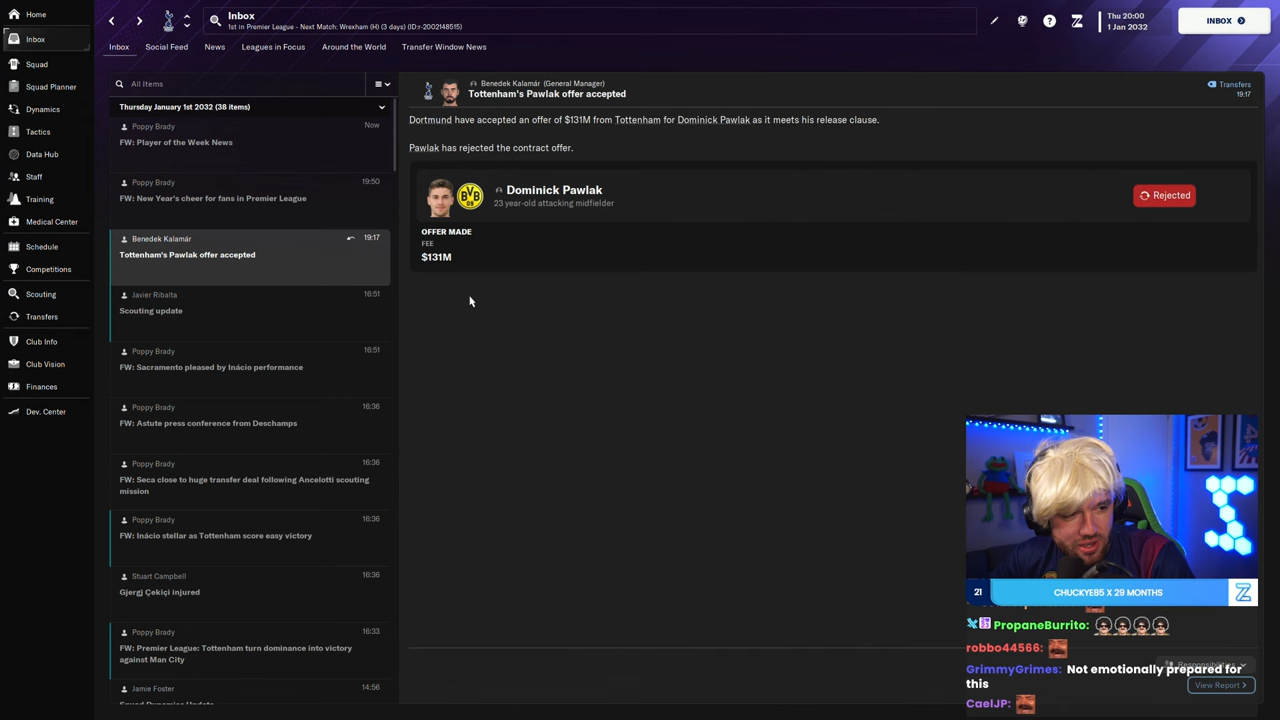 Home
Inbox
Squad
Squad Planner
Dynamics
Tactics
Data Hub
Staff
Training
Medical Center
Schedule
Competitions
Scouting
Transfers
Club Info
Club Vision
Finances
Dev. Center
Inbox
1st in Premier League - Next Match: Wrexham (H) (3 days) (ID:r-2002148515)
Thu 20:00
1 Jan 2032
INBOX
Inbox
Social Feed
News
Leagues in Focus
Around the World
Transfer Window News
All Items
Thursday January 1st 2032 (38 items)
Poppy Brady
Now
FW: Player of the Week News
Poppy Brady
19:50
FW: New Year's cheer for fans in Premier League
Benedek Kalamár
19:17
Tottenham's Pawlak offer accepted
Javier Ribalta
16:51
Scouting update
Poppy Brady
16:51
FW: Sacramento pleased by Inácio performance
Poppy Brady
16:36
FW: Astute press conference from Deschamps
Poppy Brady
16:36
FW: Seca close to huge transfer deal following Ancelotti scouting
mission
Poppy Brady
16:36
FW: Inácio stellar as Tottenham score easy victory
Stuart Campbell
16:36
Gjergj Çekiçi injured
Poppy Brady
16:33
FW: Premier League: Tottenham turn dominance into victory
against Man City
Jamie Foster
14:56
Squad Dynamics Update
Benedek Kalamár (General Manager)
Tottenham's Pawlak offer accepted
Transfers
19:17
Dortmund have accepted an offer of $131M from Tottenham for Dominick Pawlak as it meets his release clause.
Pawlak has rejected the contract offer.
BVB
09
Dominick Pawlak
23 year-old attacking midfielder
Rejected
OFFER MADE
FEE
$131M
21
CHUCKYEB5 X 29 MONTHS
PropaneBurrito:
robbo44566:
GrimmyGrimes: Not emotionally prepared for
this
CaelJP:
View Report